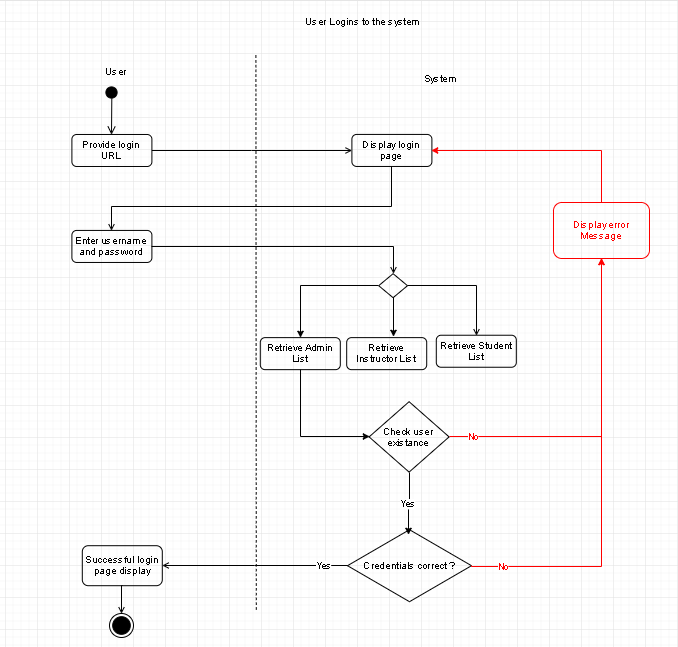 User Logins to the system
User
System
Provide login
URL
Display login
page
Display error
Message
Enter username
and password
Retrieve Admin
List
Retrieve
Instructor List
Retrieve Student
List
Check user
existance
No
Yes
Successful login
page display
Yes
Credentials correct?
No